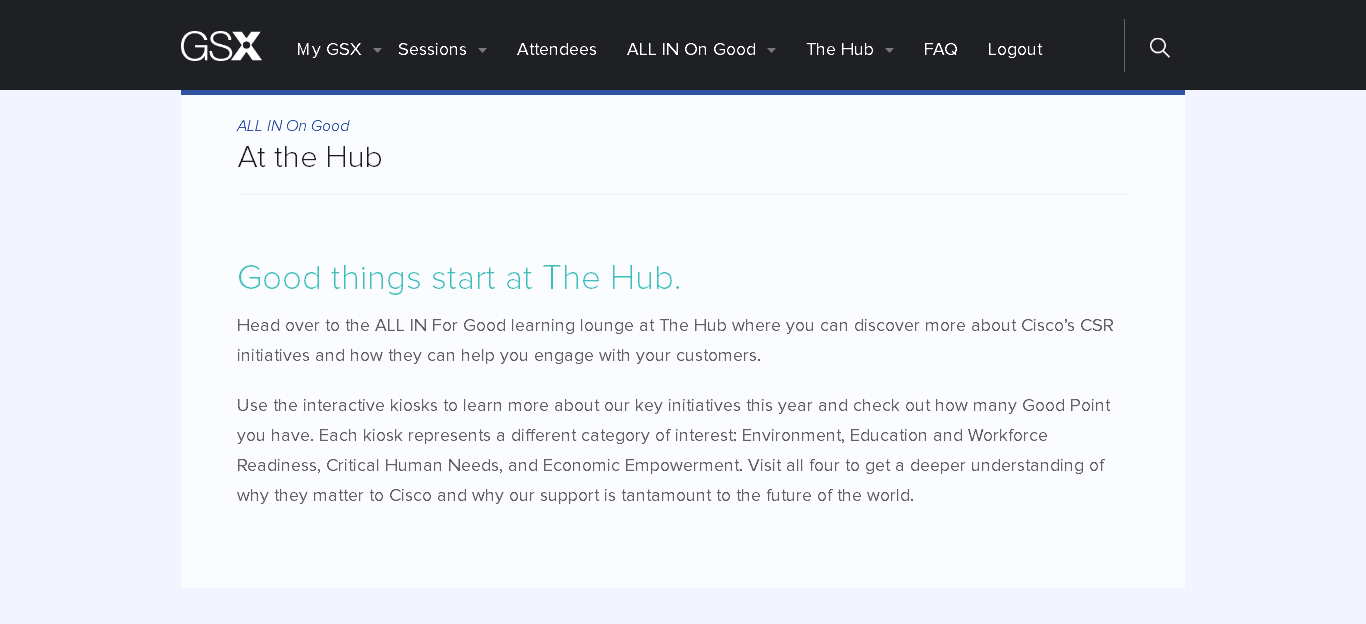 GSX My GSX Sessions Attendees ALL IN On Good The Hub FAQ Logout
ALL IN On Good
At the Hub
Good things start at The Hub.
Head over to the ALL IN For Good learning lounge at The Hub where you can discover more about Cisco’s CSR
initiatives and how they can help you engage with your customers.
Use the interactive kiosks to learn more about our key initiatives this year and check out how many Good Point
you have. Each kiosk represents a different category of interest: Environment, Education and Workforce
Readiness, Critical Human Needs, and Economic Empowerment. Visit all four to get a deeper understanding of
why they matter to Cisco and why our support is tantamount to the future of the world.